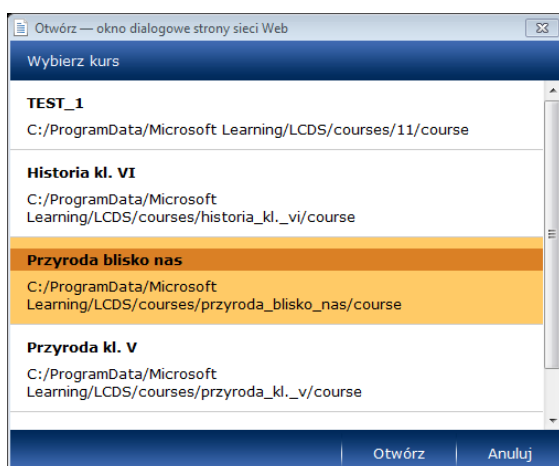 Otwórz — okno dialogowe strony sieci Web
Wybierz kurs
TEST_1
C:/ProgramData/Microsoft Learning/LCDS/courses/11/course
Historia kl. VI
C:/ProgramData/Microsoft
Learning/LCDS/courses/historia_kl._vi/course
Przyroda blisko nas
C:/ProgramData/Microsoft
Learning/LCDS/courses/przyroda_blisko_nas/course
Przyroda kl. V
C:/ProgramData/Microsoft
Learning/LCDS/courses/przyroda_kl._v/course
Otwórz
Anuluj